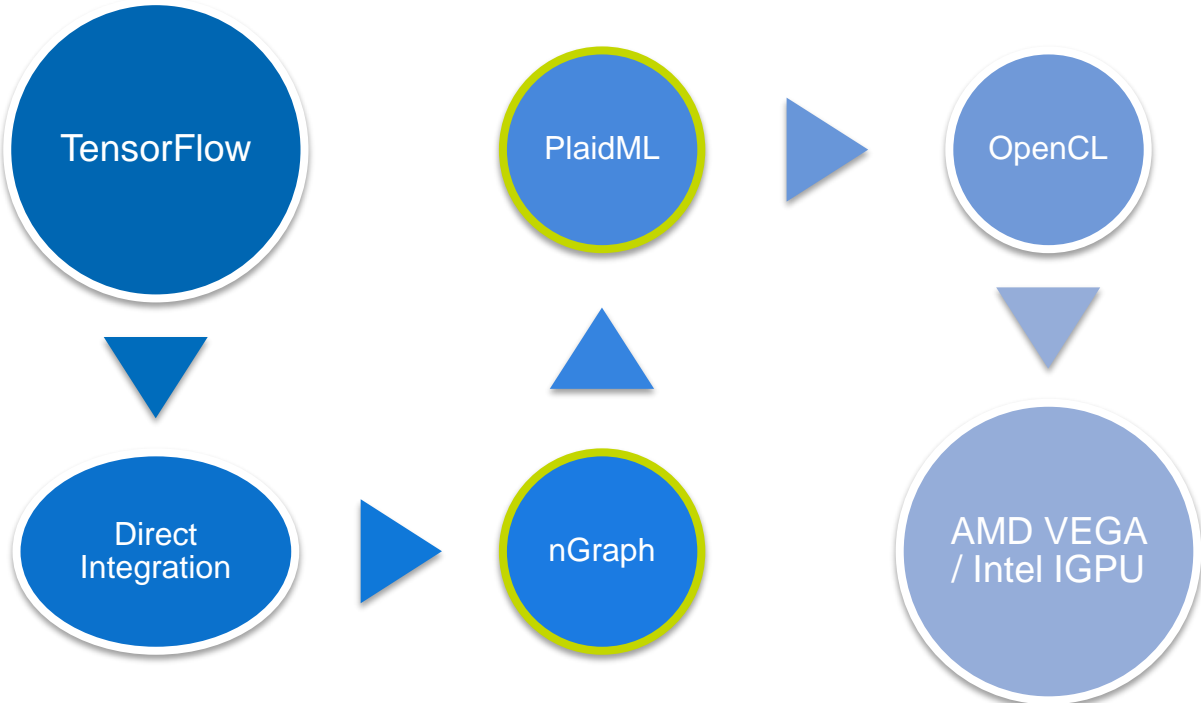 TensorFlow
Direct
Integration
nGraph
PlaidML
OpenCL
AMD VEGA
/ Intel IGPU